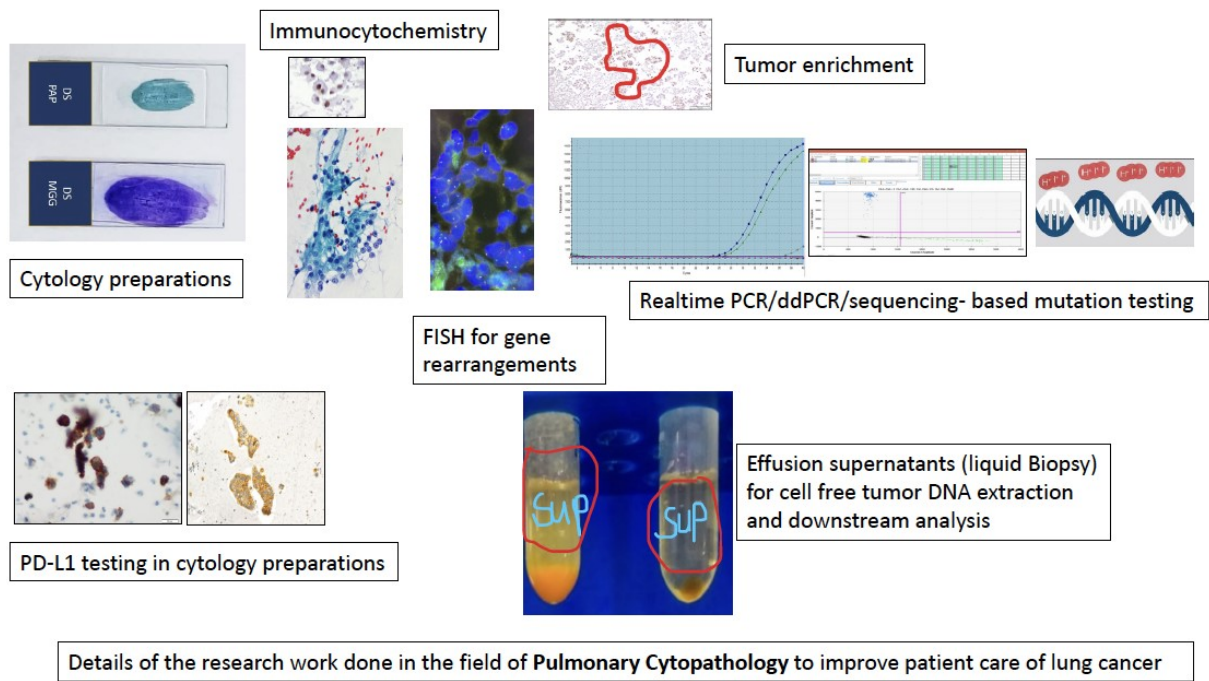 Immunocytochemistry
Tumor enrichment
DS
PAP
DS
MGG
Cytology preparations
Realtime PCR/ddPCR/sequencing- based mutation testing
FISH for gene
rearrangements
Sup
Sup
Effusion supernatants (liquid Biopsy)
for cell free tumor DNA extraction
and downstream analysis
PD-L1 testing in cytology preparations
Details of the research work done in the field of Pulmonary Cytopathology to improve patient care of lung cancer